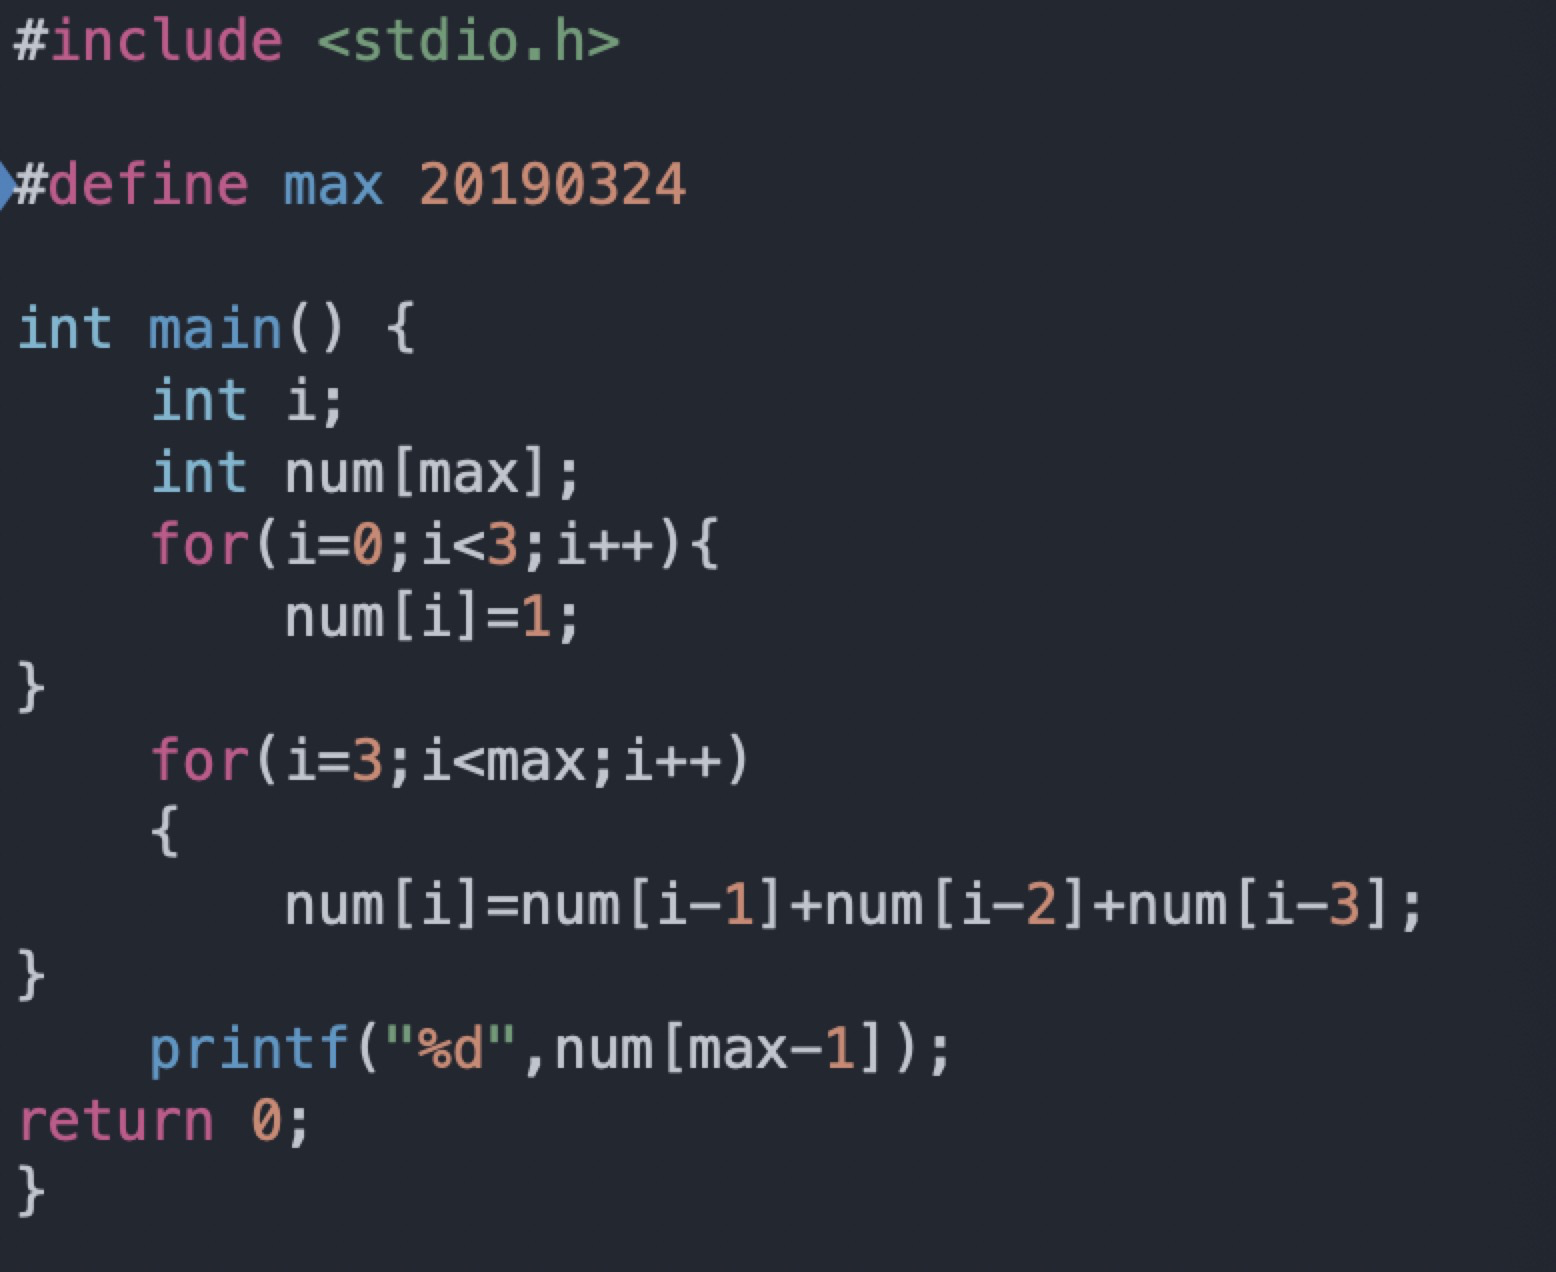 #include <stdio.h>
#define max 20190324
int main() {
    int i;
    int num[max];
    for(i=0;i<3;i++){
        num[i]=1;
}
    for(i=3;i<max;i++)
    {
        num[i]=num[i-1]+num[i-2]+num[i-3];
}
    printf("%d",num[max-1]);
return 0;
}